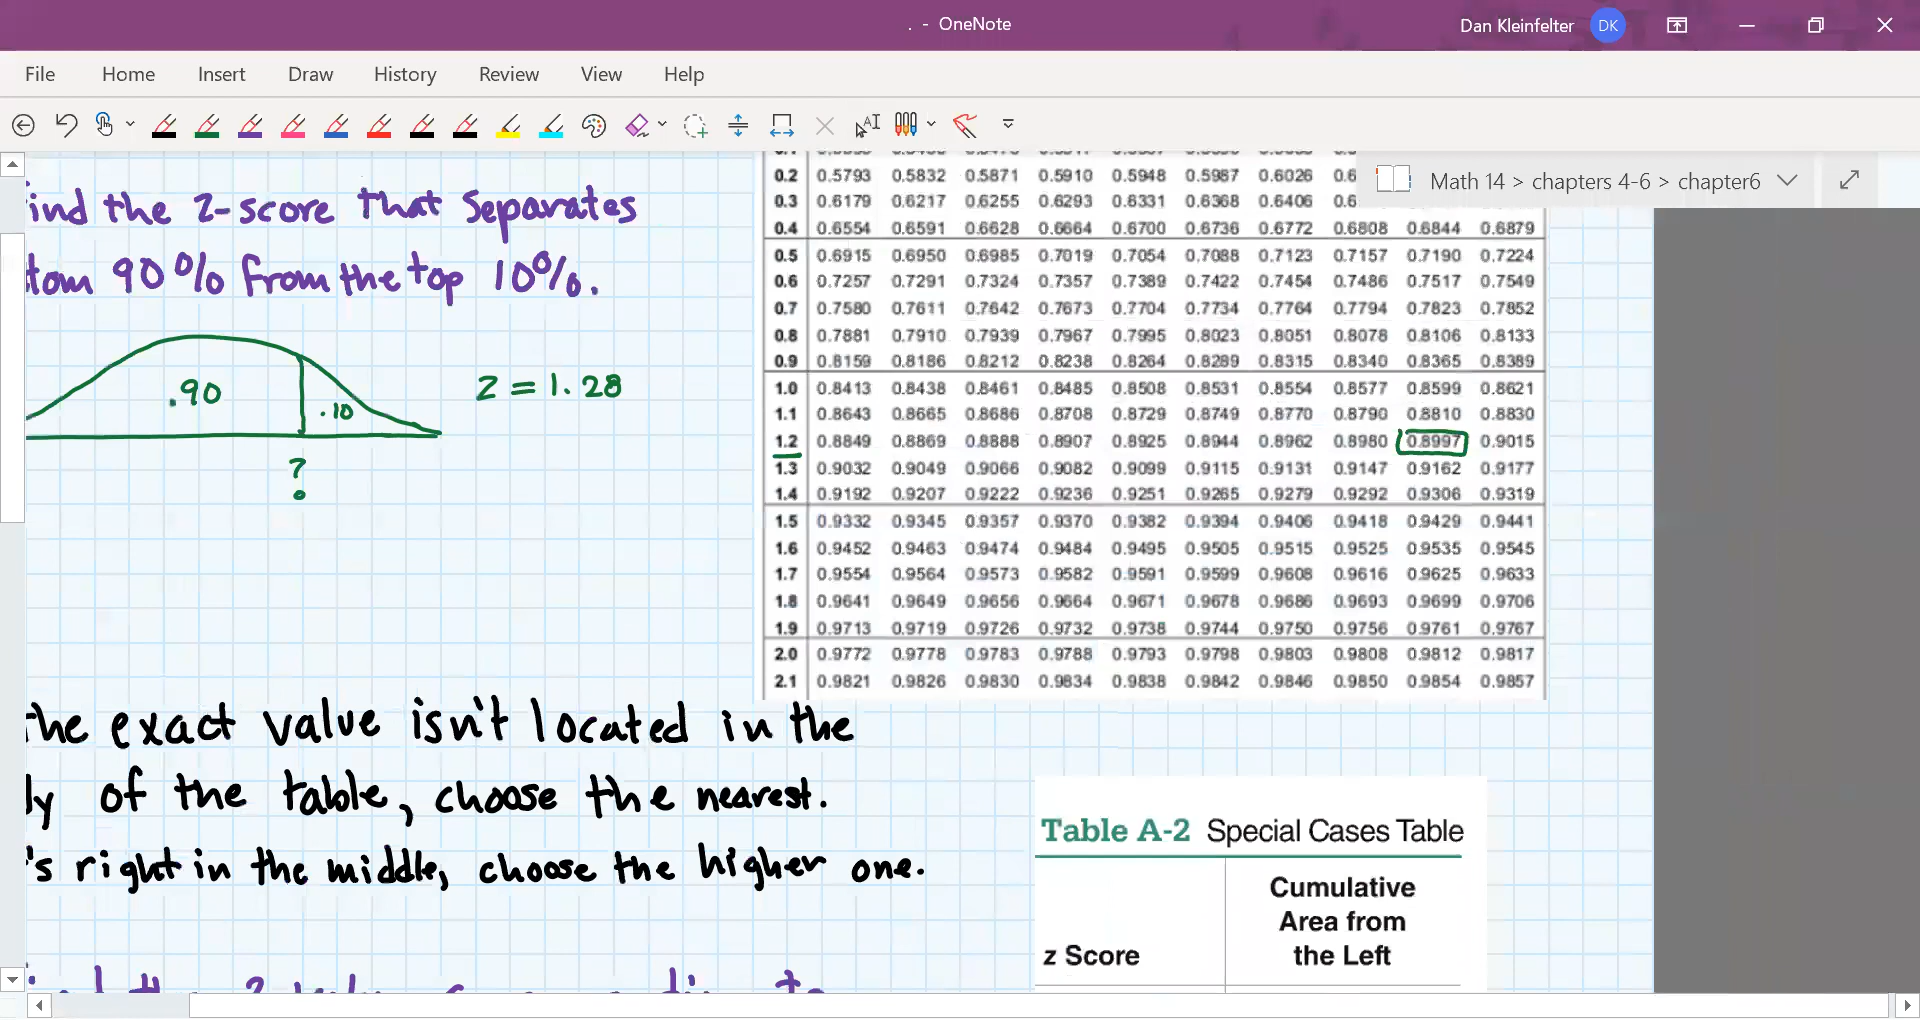 . - OneNote
Dan Kleinfelter DK
File Home Insert Draw History Review View Help
Math 14 > chapters 4-6 > chapter6
ind the z-score that separates
tom 90% from the top 10%.
.90
.10
?
z = 1.28
0.2 0.5793 0.5832 0.5871 0.5910 0.5948 0.5987 0.6026 0.6
0.3 0.6179 0.6217 0.6255 0.6293 0.6331 0.6368 0.6406 0.6
0.4 0.6554 0.6591 0.6628 0.6664 0.6700 0.6736 0.6772 0.6808 0.6844 0.6879
0.5 0.6915 0.6950 0.6985 0.7019 0.7054 0.7088 0.7123 0.7157 0.7190 0.7224
0.6 0.7257 0.7291 0.7324 0.7357 0.7389 0.7422 0.7454 0.7486 0.7517 0.7549
0.7 0.7580 0.7611 0.7642 0.7673 0.7704 0.7734 0.7764 0.7794 0.7823 0.7852
0.8 0.7881 0.7910 0.7939 0.7967 0.7995 0.8023 0.8051 0.8078 0.8106 0.8133
0.9 0.8159 0.8186 0.8212 0.8238 0.8264 0.8289 0.8315 0.8340 0.8365 0.8389
1.0 0.8413 0.8438 0.8461 0.8485 0.8508 0.8531 0.8554 0.8577 0.8599 0.8621
1.1 0.8643 0.8665 0.8686 0.8708 0.8729 0.8749 0.8770 0.8790 0.8810 0.8830
1.2 0.8849 0.8869 0.8888 0.8907 0.8925 0.8944 0.8962 0.8980 0.8997 0.9015
1.3 0.9032 0.9049 0.9066 0.9082 0.9099 0.9115 0.9131 0.9147 0.9162 0.9177
1.4 0.9192 0.9207 0.9222 0.9236 0.9251 0.9265 0.9279 0.9292 0.9306 0.9319
1.5 0.9332 0.9345 0.9357 0.9370 0.9382 0.9394 0.9406 0.9418 0.9429 0.9441
1.6 0.9452 0.9463 0.9474 0.9484 0.9495 0.9505 0.9515 0.9525 0.9535 0.9545
1.7 0.9554 0.9564 0.9573 0.9582 0.9591 0.9599 0.9608 0.9616 0.9625 0.9633
1.8 0.9641 0.9649 0.9656 0.9664 0.9671 0.9678 0.9686 0.9693 0.9699 0.9706
1.9 0.9713 0.9719 0.9726 0.9732 0.9738 0.9744 0.9750 0.9756 0.9761 0.9767
2.0 0.9772 0.9778 0.9783 0.9788 0.9793 0.9798 0.9803 0.9808 0.9812 0.9817
2.1 0.9821 0.9826 0.9830 0.9834 0.9838 0.9842 0.9846 0.9850 0.9854 0.9857
the exact value isn't located in the
ly of the table, choose the nearest.
's right in the middle, choose the higher one.
Table A-2 Special Cases Table
z Score
Cumulative
Area from
the Left